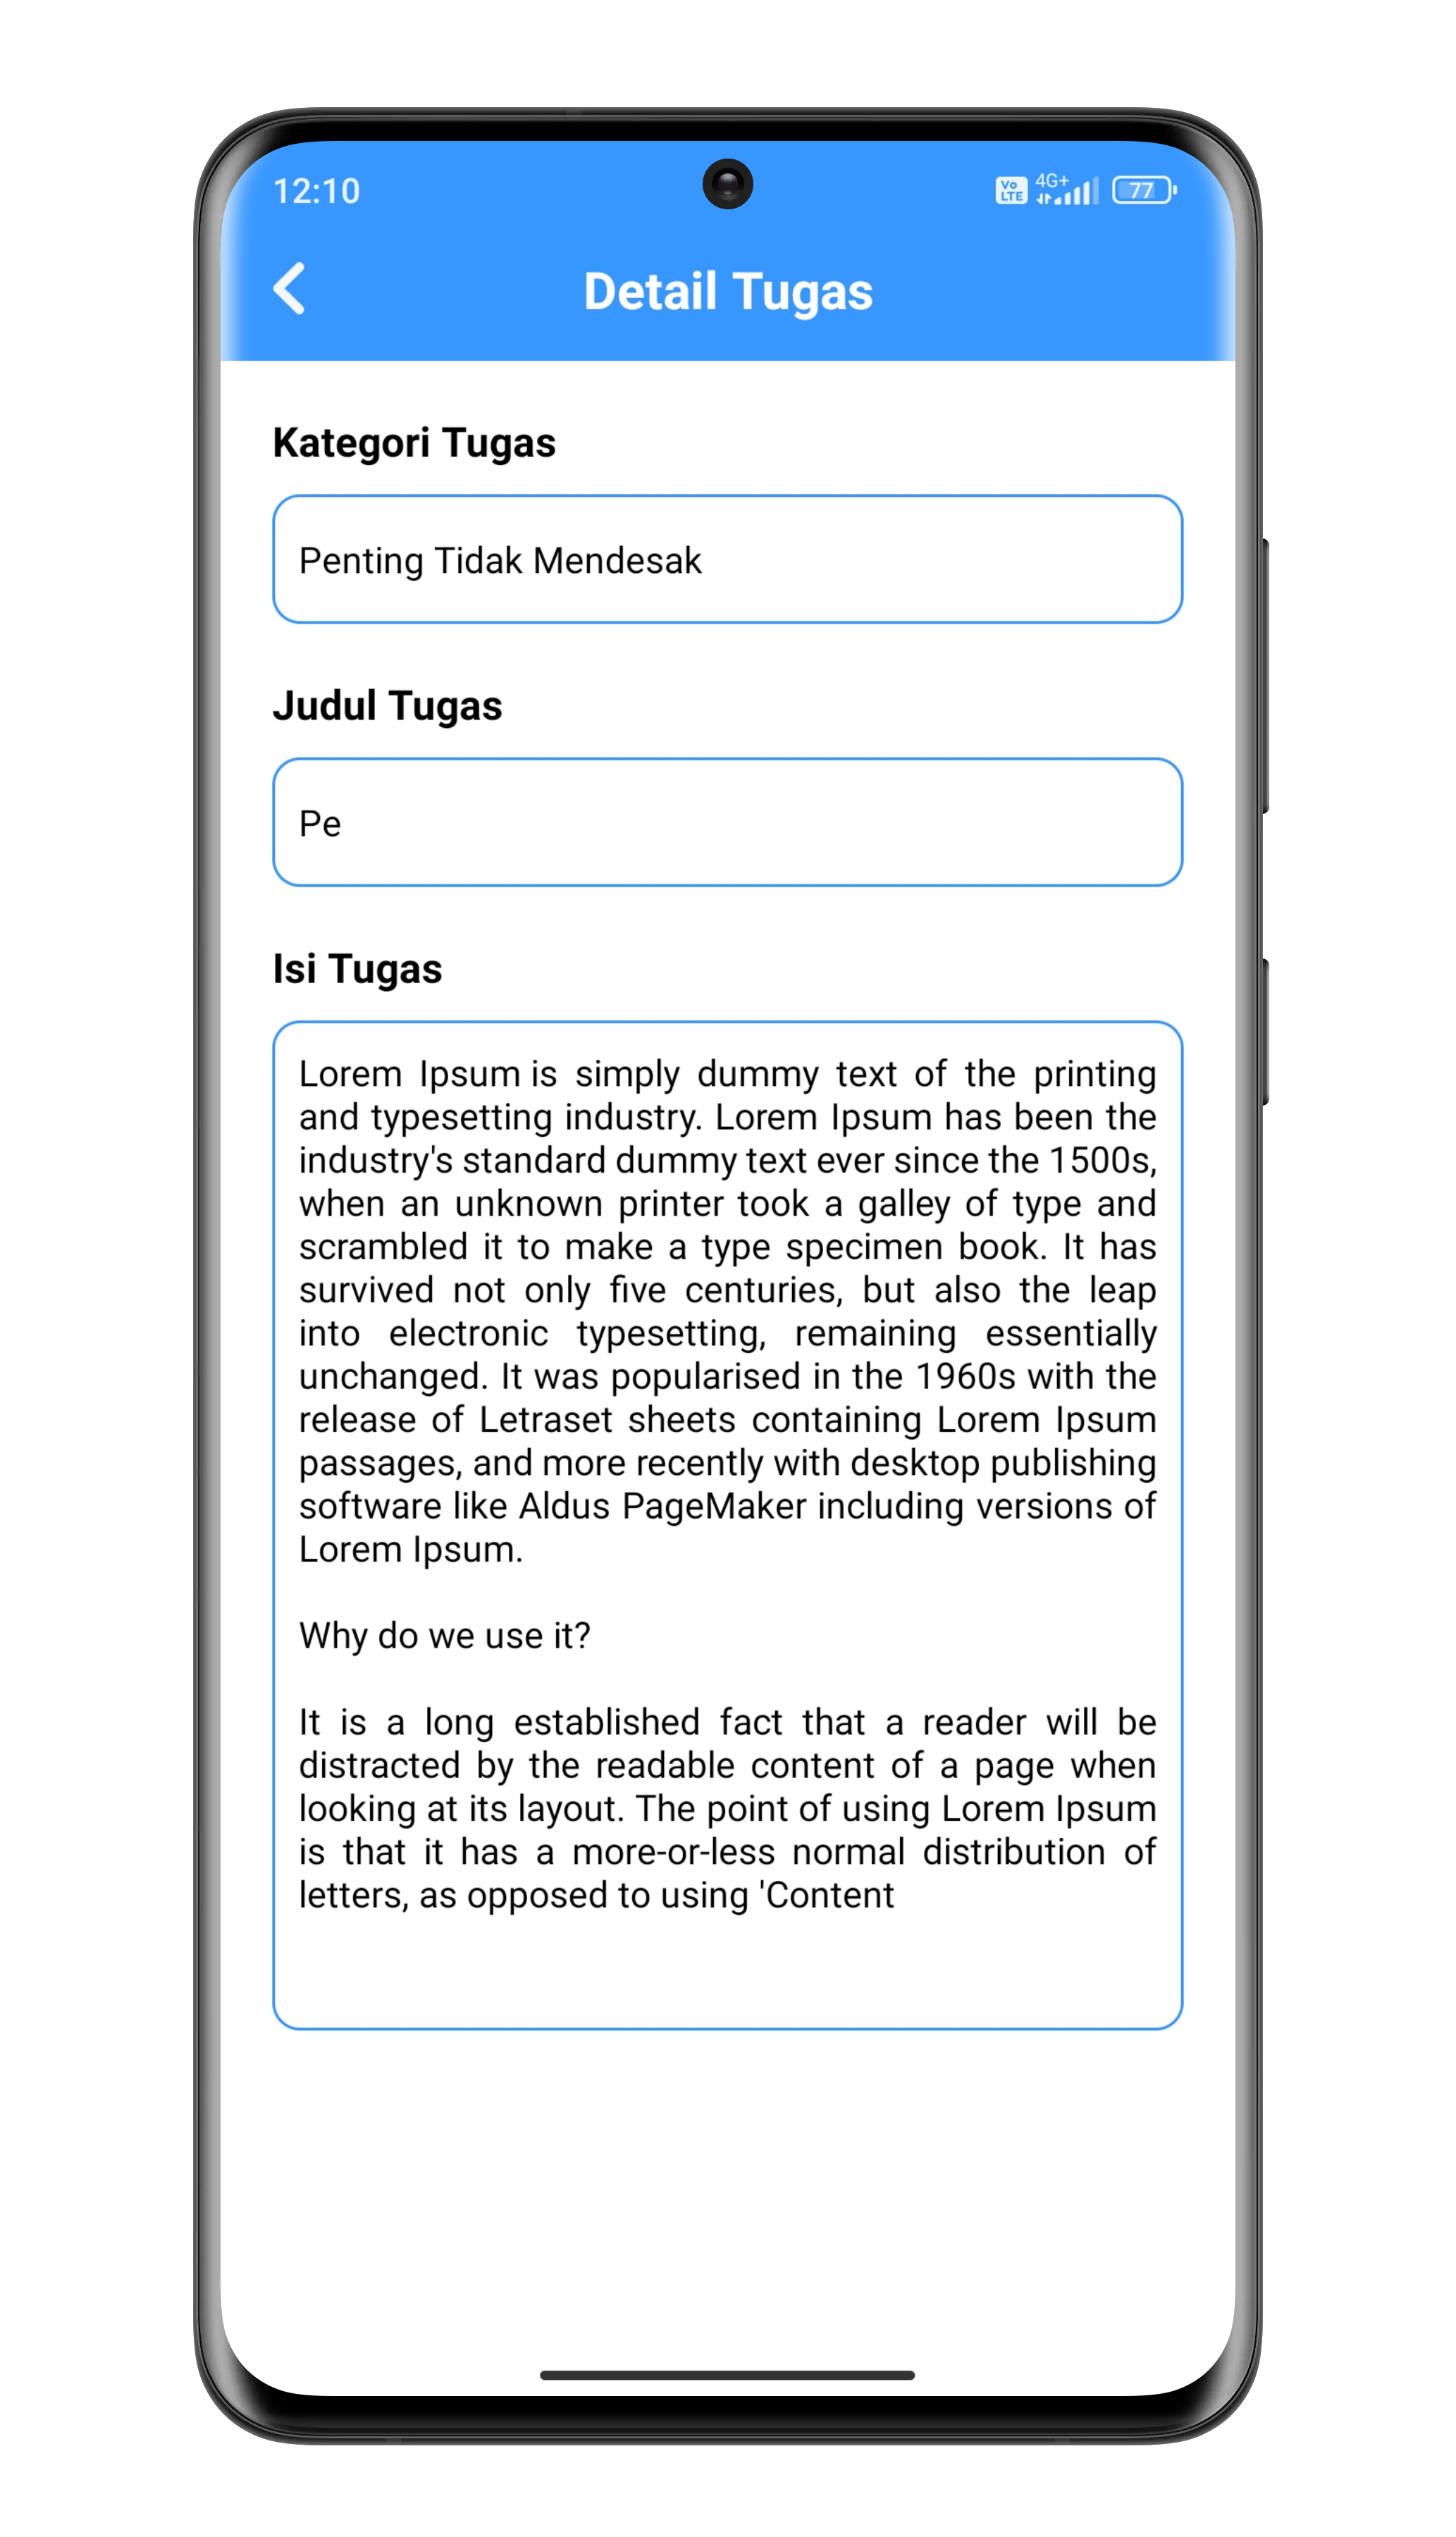 12:10
Vo LTE 4G+ 77
Detail Tugas
Kategori Tugas
Penting Tidak Mendesak
Judul Tugas
Pe
Isi Tugas
Lorem Ipsum is simply dummy text of the printing
and typesetting industry. Lorem Ipsum has been the
industry's standard dummy text ever since the 1500s,
when an unknown printer took a galley of type and
scrambled it to make a type specimen book. It has
survived not only five centuries, but also the leap
into electronic typesetting, remaining essentially
unchanged. It was popularised in the 1960s with the
release of Letraset sheets containing Lorem Ipsum
passages, and more recently with desktop publishing
software like Aldus PageMaker including versions of
Lorem Ipsum.
Why do we use it?
It is a long established fact that a reader will be
distracted by the readable content of a page when
looking at its layout. The point of using Lorem Ipsum
is that it has a more-or-less normal distribution of
letters, as opposed to using 'Content